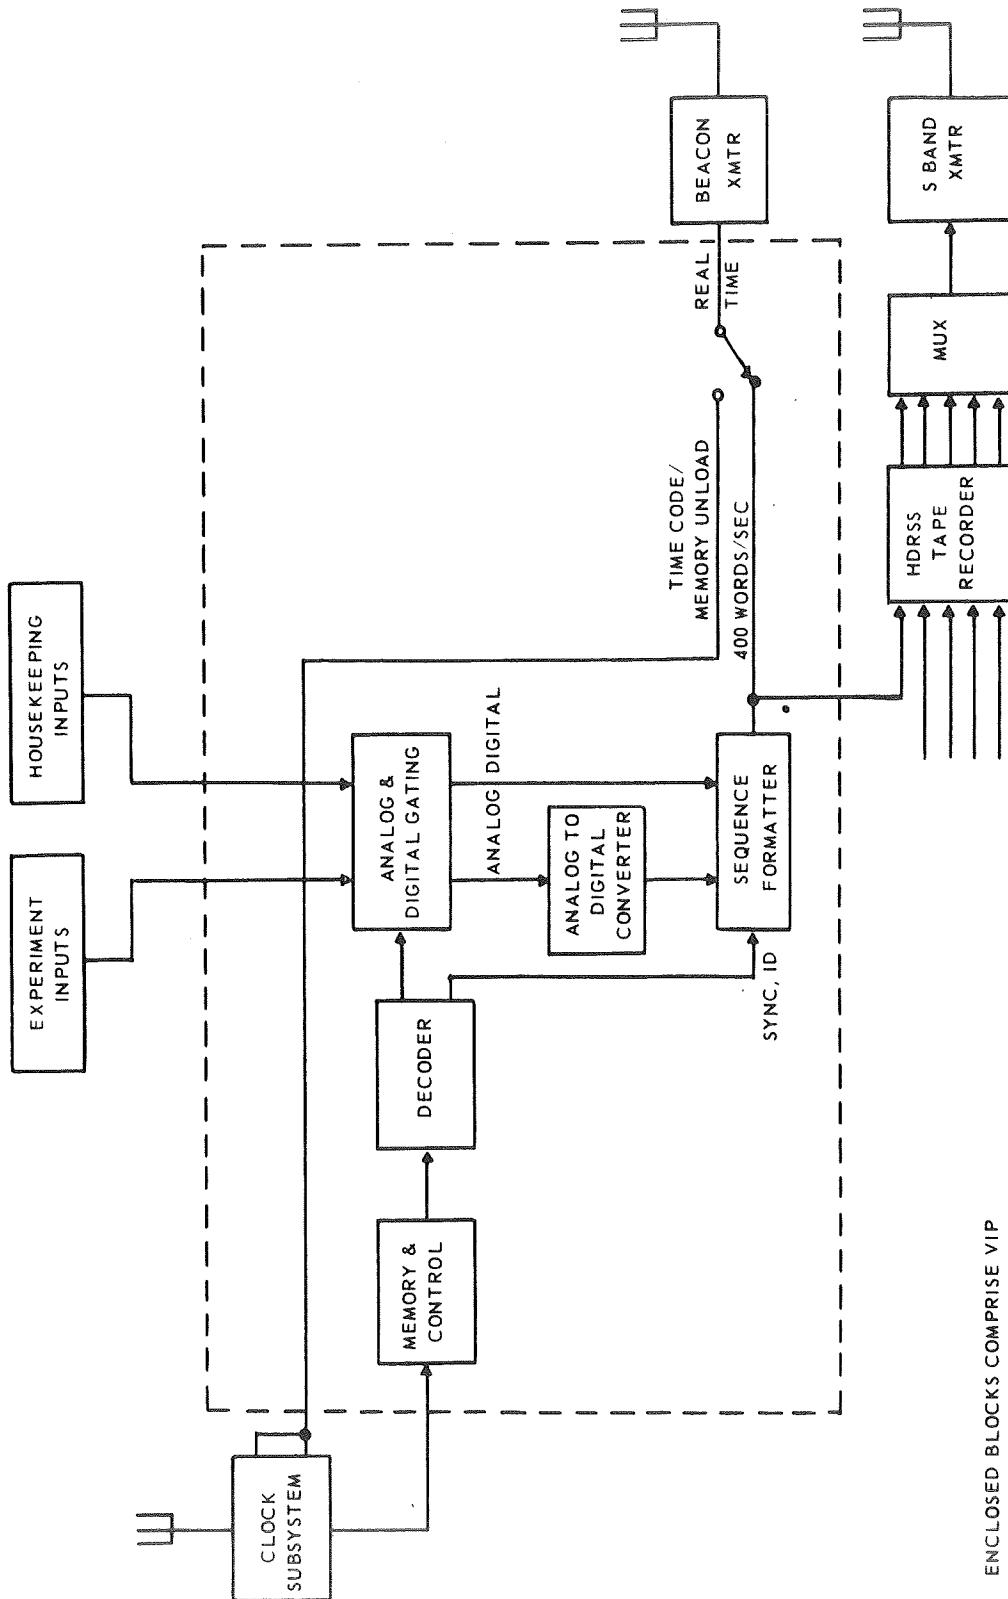 EXPERIMENT
INPUTS
HOUSEKEEPING
INPUTS
CLOCK
SUBSYSTEM
MEMORY &
CONTROL
DECODER
ANALOG &
DIGITAL GATING
ANALOG
DIGITAL
ANALOG TO
DIGITAL
CONVERTER
SYNC, ID
SEQUENCE
FORMATTER
TIME CODE/
MEMORY UNLOAD
400 WORDS/SEC
REAL
TIME
BEACON
XMTR
HDRSS
TAPE
RECORDER
MUX
S BAND
XMTR
ENCLOSED BLOCKS COMPRISE VIP